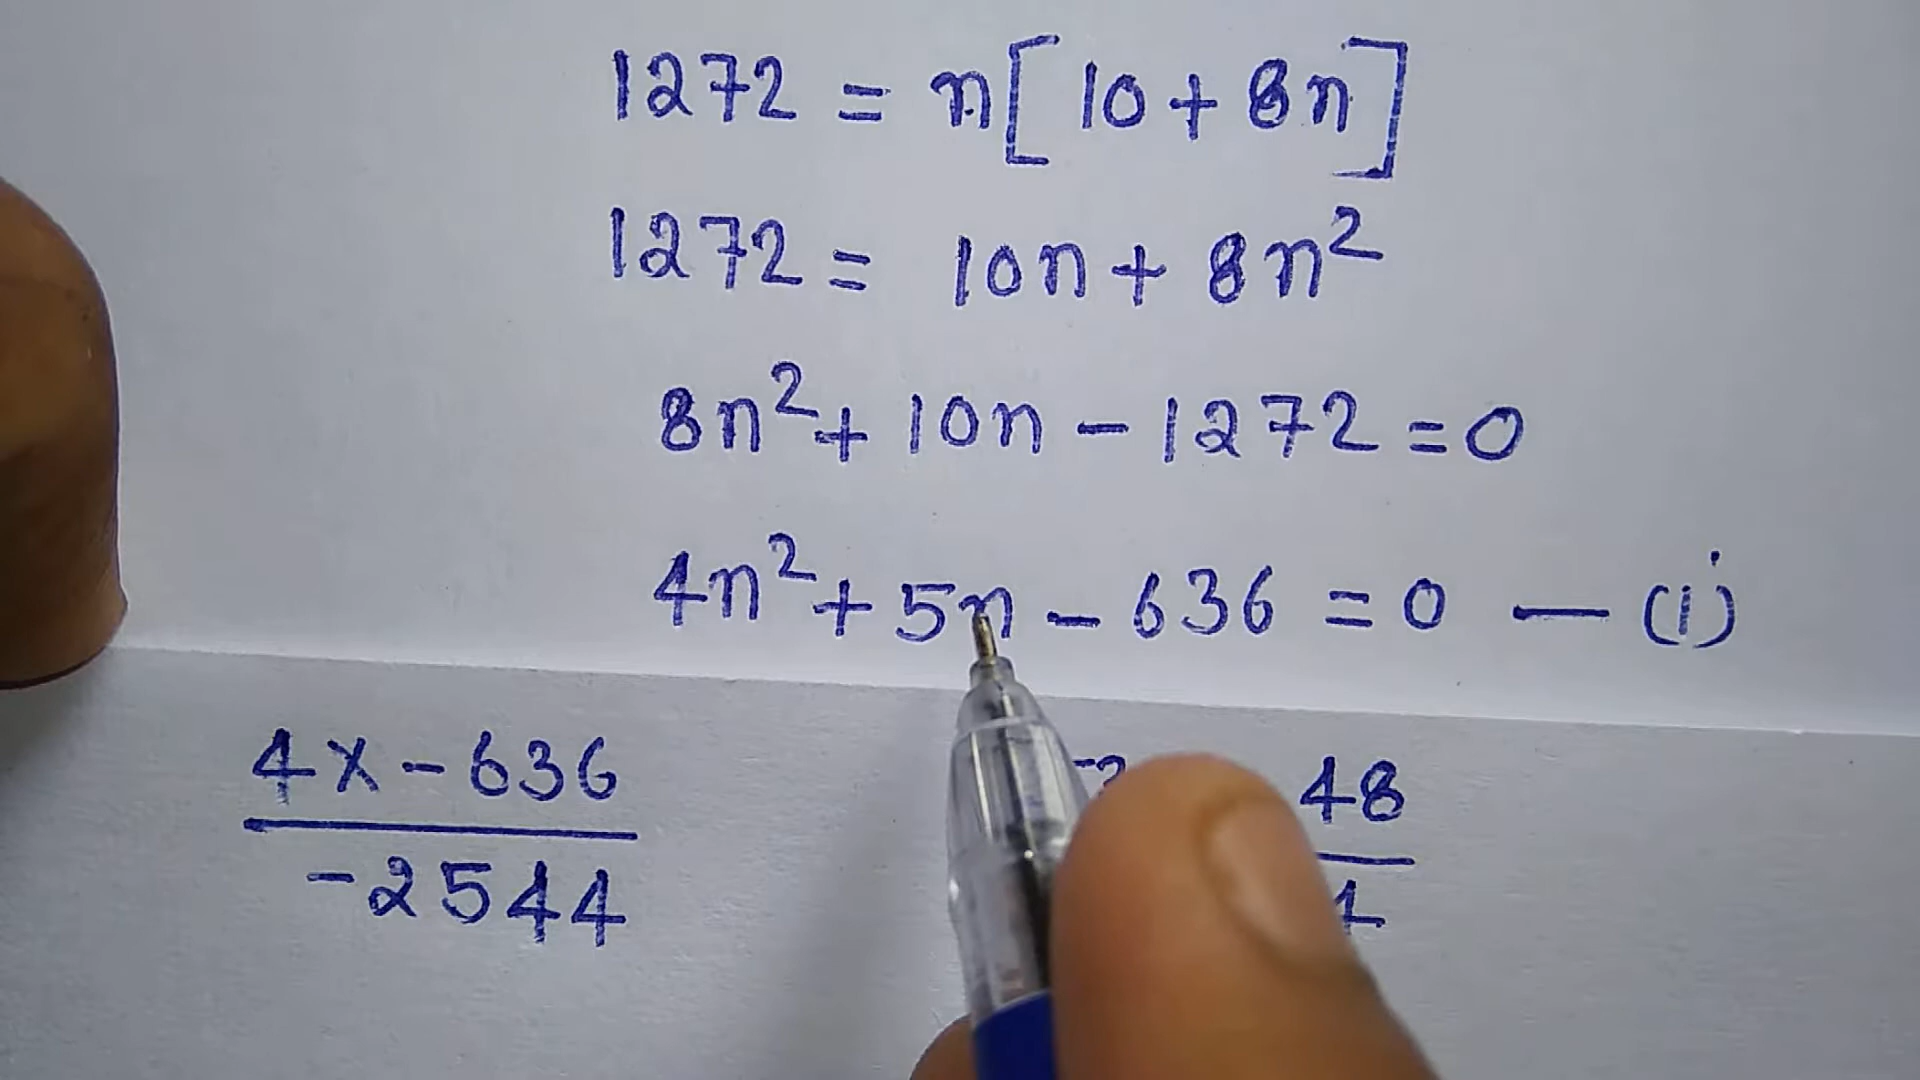 1272 = n[10 + 8n]
1272 = 10n + 8n²
8n² + 10n - 1272 = 0
4n² + 5n - 636 = 0 — (i)
4 x - 636
-2544
48